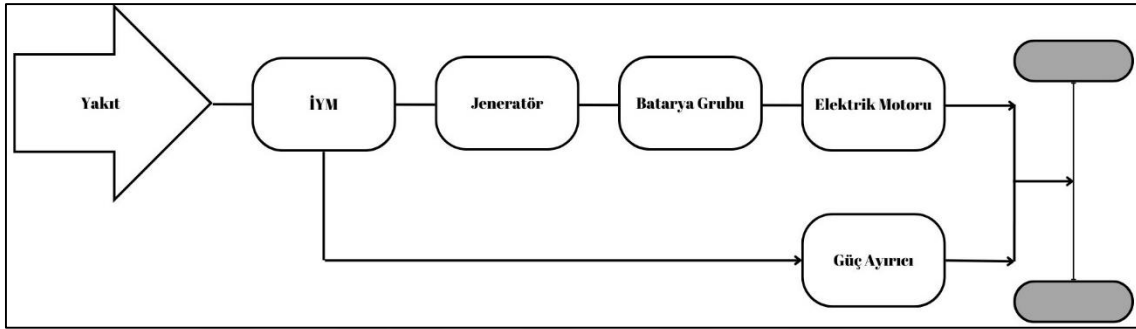 Yakıt
İYM
Jeneratör
Batarya Grubu
Elektrik Motoru
Güç Ayırıcı